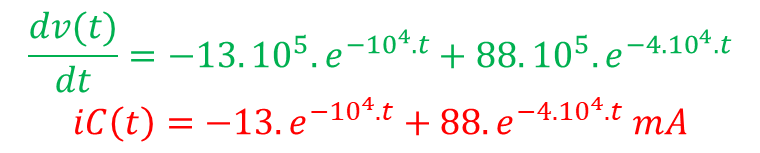 dv(t)/dt = −13.10⁵.e^(−10⁴.t) + 88.10⁵.e^(−4.10⁴.t)
iC(t) = −13.e^(−10⁴.t) + 88.e^(−4.10⁴.t) mA